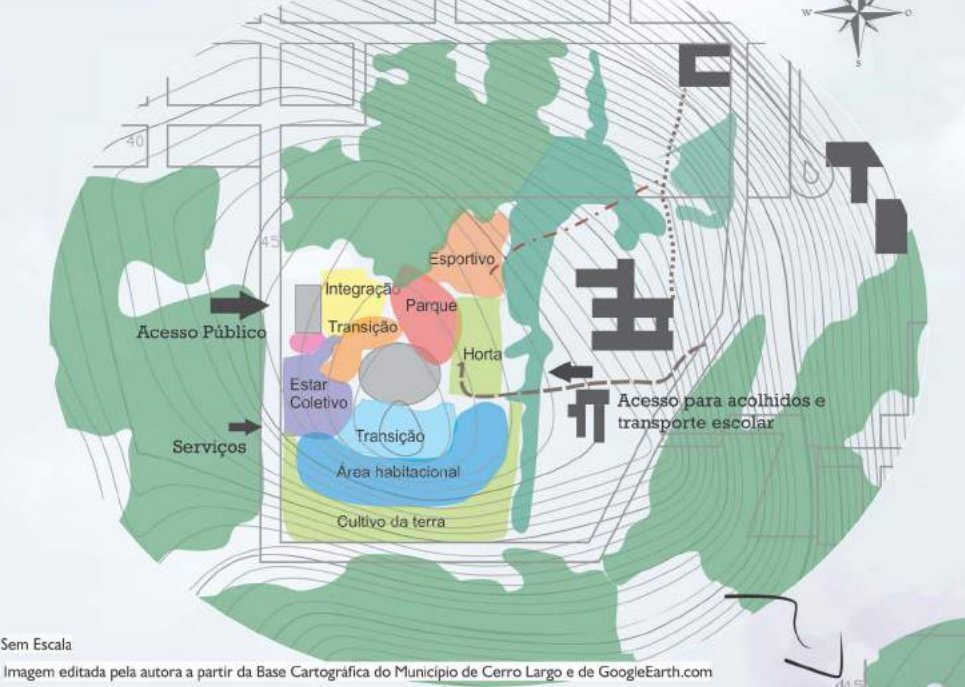 W
O
S
40
45
Esportivo
Integração
Parque
Acesso Público
Transição
Horta
Estar
Coletivo
Acesso para acolhidos e
transporte escolar
Transição
Serviços
Área habitacional
Cultivo da terra
Sem Escala
Imagem editada pela autora a partir da Base Cartográfica do Município de Cerro Largo e de GoogleEarth.com